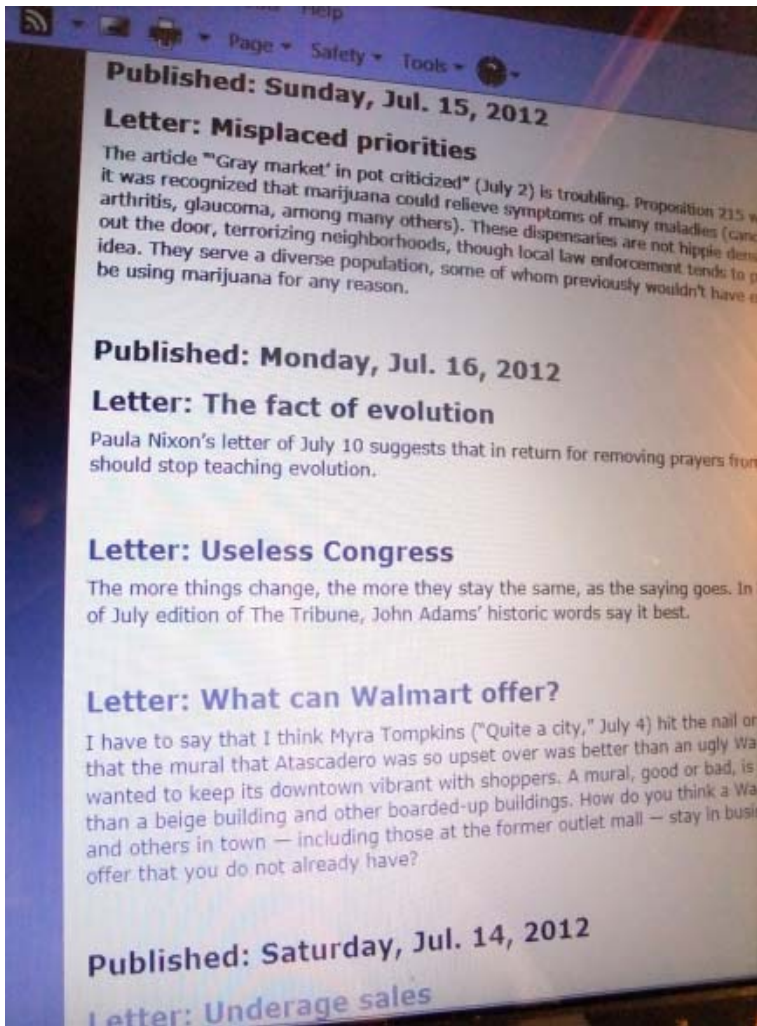 Help
Page Safety Tools
Published: Sunday, Jul. 15, 2012
Letter: Misplaced priorities
The article "'Gray market' in pot criticized" (July 2) is troubling. Proposition 215 w
it was recognized that marijuana could relieve symptoms of many maladies (canc
arthritis, glaucoma, among many others). These dispensaries are not hippie dens
out the door, terrorizing neighborhoods, though local law enforcement tends to p
idea. They serve a diverse population, some of whom previously wouldn't have e
be using marijuana for any reason.
Published: Monday, Jul. 16, 2012
Letter: The fact of evolution
Paula Nixon's letter of July 10 suggests that in return for removing prayers from
should stop teaching evolution.
Letter: Useless Congress
The more things change, the more they stay the same, as the saying goes. In
of July edition of The Tribune, John Adams' historic words say it best.
Letter: What can Walmart offer?
I have to say that I think Myra Tompkins ("Quite a city," July 4) hit the nail on
that the mural that Atascadero was so upset over was better than an ugly Wa
wanted to keep its downtown vibrant with shoppers. A mural, good or bad, is
than a beige building and other boarded-up buildings. How do you think a Wa
and others in town — including those at the former outlet mall — stay in busi
offer that you do not already have?
Published: Saturday, Jul. 14, 2012
Letter: Underage sales